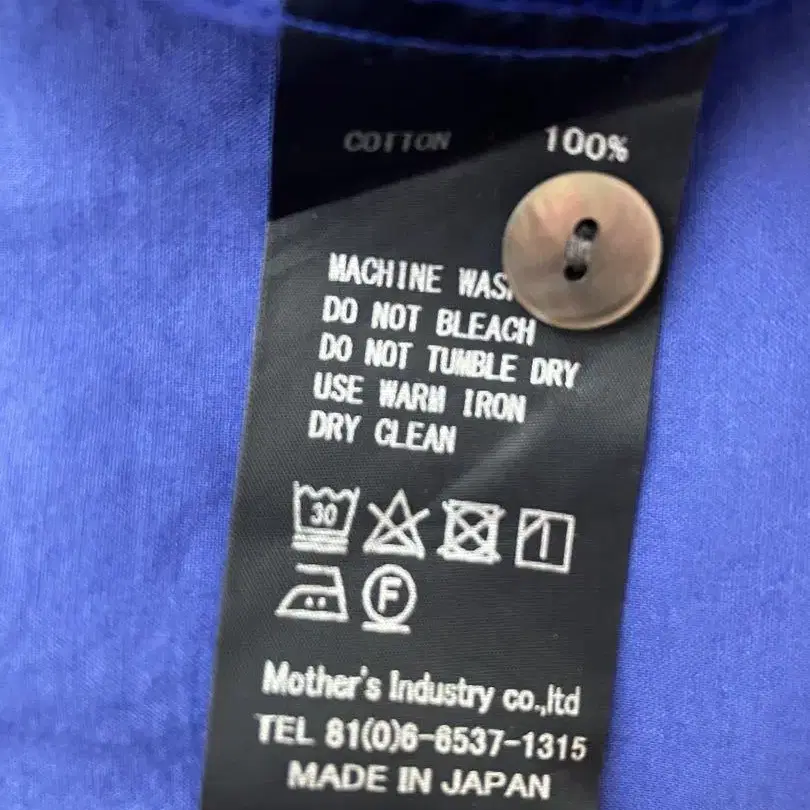 COTTON 100%
MACHINE
DO NOT BLEACH
DO NOT TUMBLE DRY
USE WARM IRON
DRY CLEAN
30
F
Mother's Industry co.,ltd
TEL 81(0)6-6537-1315
MADE IN JAPAN